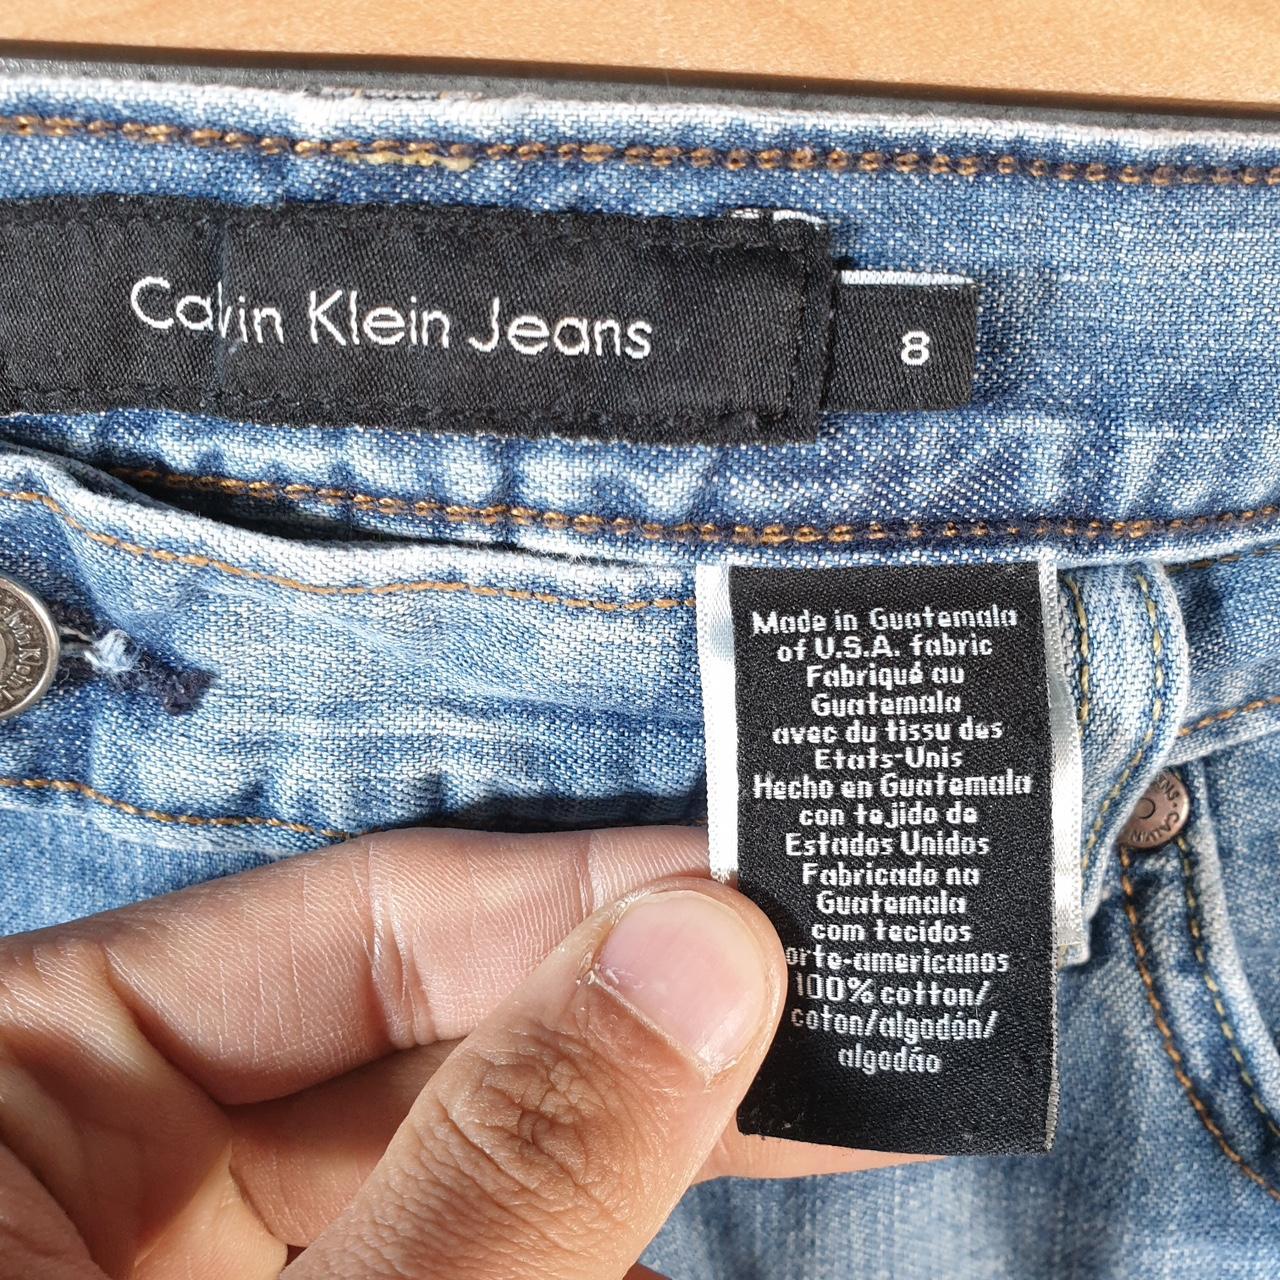 Calvin Klein Jeans
8
Made in Guatemala
of U.S.A. fabric
Fabriqué au
Guatemala
avec du tissu des
Etats-Unis
Hecho en Guatemala
con tejido de
Estados Unidos
Fabricado na
Guatemala
com tecidos
orte-americanos
100% cotton/
coton/algodón/
algodão
CALVIN